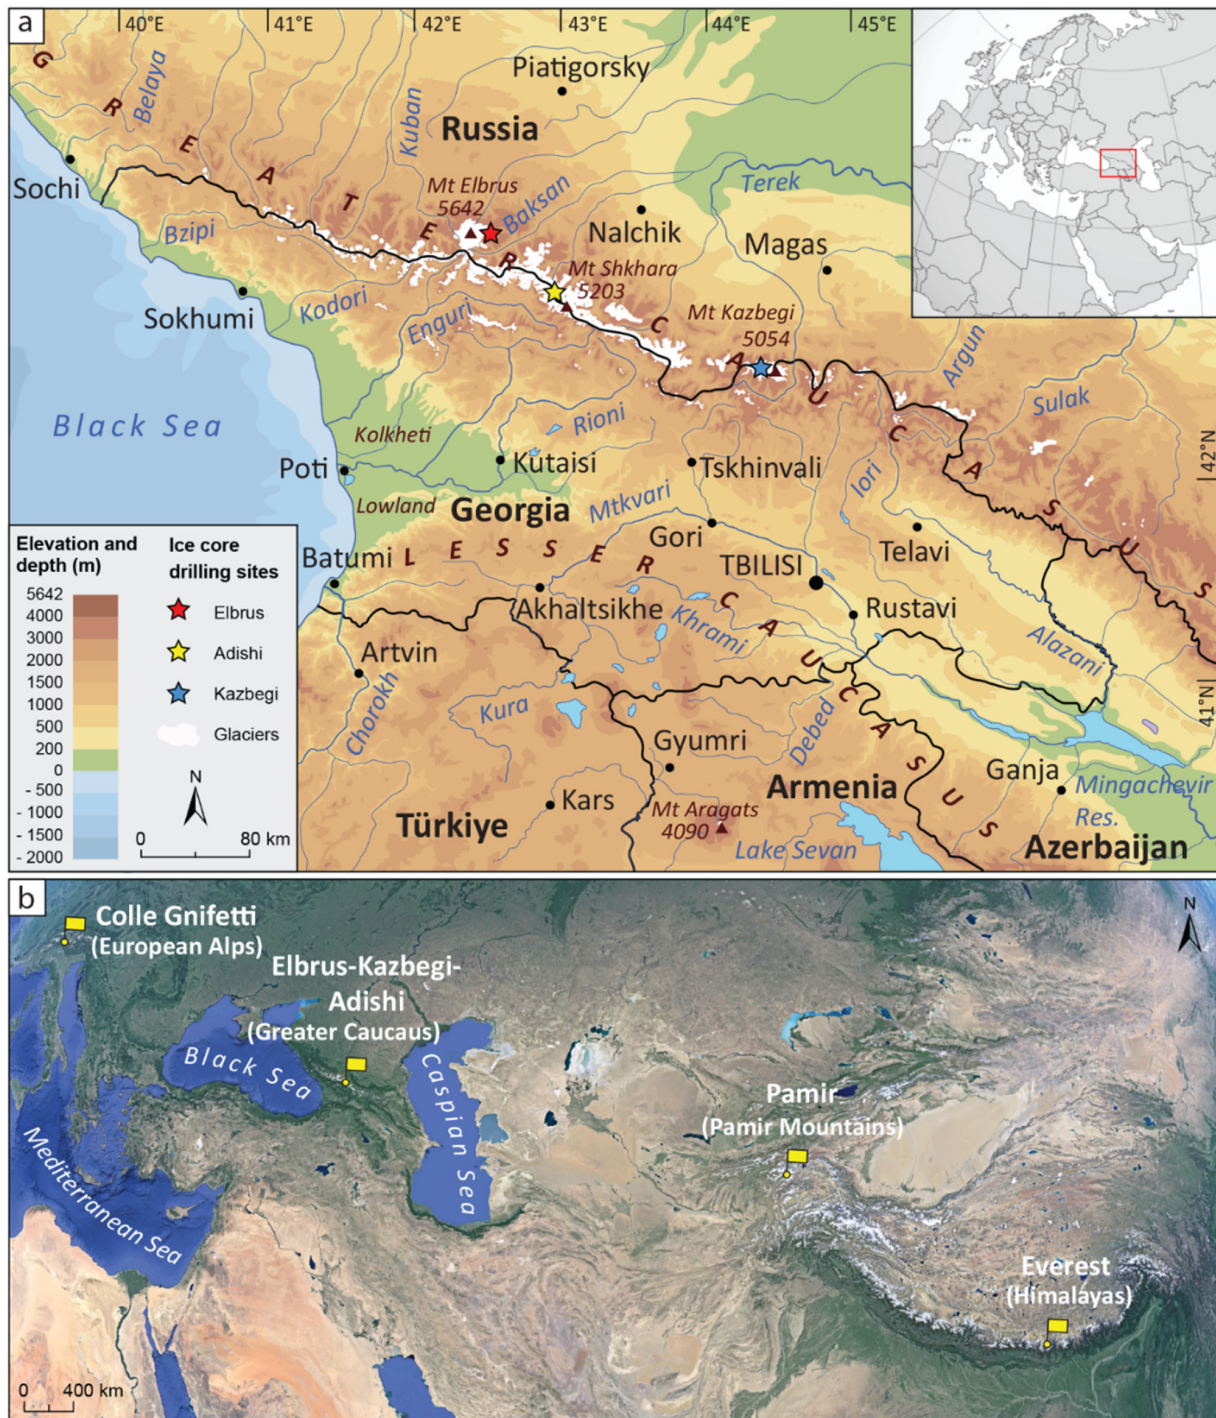 a
40°E
41°E
42°E
43°E
44°E
45°E
Piatigorsky
Belaya
Kuban
Russia
GREATER CAUCASUS
Sochi
Mt Elbrus
5642
Baksan
Terek
Nalchik
Magas
Bzipi
Mt Shkhara
5203
Kodori
Sokhumi
Enguri
Mt Kazbegi
5054
Argun
Sulak
Black Sea
Rioni
Kolkheti
42°N
Poti
Kutaisi
Tskhinvali
Iori
Lowland
Georgia
Mtkvari
Gori
Telavi
LESSER CAUCASUS
Batumi
TBILISI
Akhaltsikhe
Rustavi
Khrami
Artvin
Alazani
Chorokh
Kura
41°N
Debed
Gyumri
Ganja
Mingachevir
Res.
Kars
Armenia
Türkiye
Mt Aragats
4090
Lake Sevan
Azerbaijan
Elevation and
depth (m)
5642
4000
3000
2000
1500
1000
500
200
0
- 500
- 1000
- 1500
- 2000
Ice core
drilling sites
Elbrus
Adishi
Kazbegi
Glaciers
N
0 80 km
b
Colle Gnifetti
(European Alps)
N
Elbrus-Kazbegi-
Adishi
(Greater Caucaus)
Black Sea
Caspian Sea
Pamir
(Pamir Mountains)
Mediterranean Sea
Everest
(Himalayas)
0 400 km